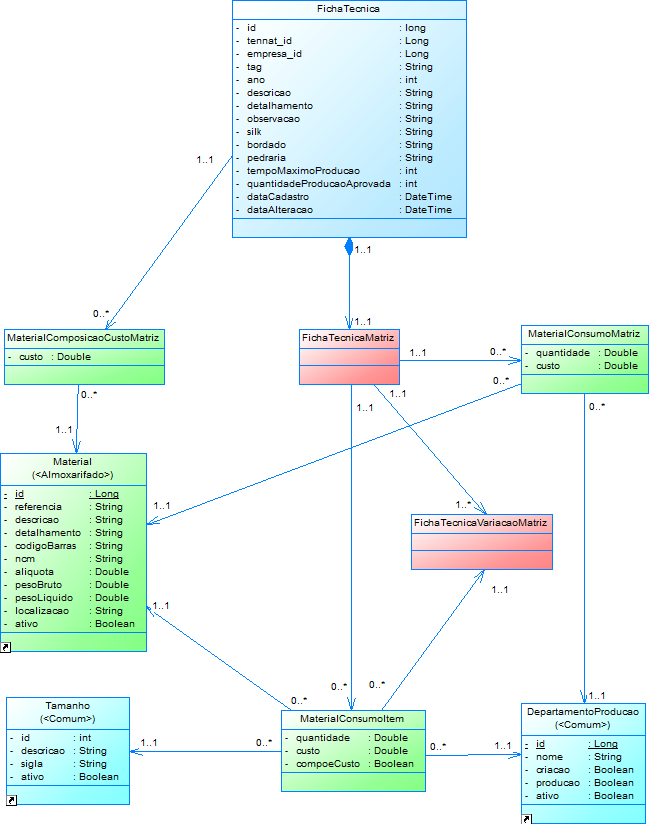 FichaTecnica
- id : long
- tennat_id : Long
- empresa_id : Long
- tag : String
- ano : int
- descricao : String
- detalhamento : String
- observacao : String
- silk : String
- bordado : String
- pedraria : String
- tempoMaximoProducao : int
- quantidadeProducaoAprovada : int
- dataCadastro : DateTime
- dataAlteracao : DateTime
1..1
1..1
0..*
1..1
MaterialComposicaoCustoMatriz
- custo : Double
FichaTecnicaMatriz
MaterialConsumoMatriz
- quantidade : Double
- custo : Double
1..1
0..*
0..*
0..*
1..1
1..1
0..*
1..1
Material
(<Almoxarifado>)
- id : Long
- referencia : String
- descricao : String
- detalhamento : String
- codigoBarras : String
- ncm : String
- aliquota : Double
- pesoBruto : Double
- pesoLiquido : Double
- localizacao : String
- ativo : Boolean
1..1
1..*
FichaTecnicaVariacaoMatriz
1..1
1..1
0..*
0..*
0..*
1..1
Tamanho
(<Comum>)
- id : int
- descricao : String
- sigla : String
- ativo : Boolean
1..1
0..*
MaterialConsumoItem
- quantidade : Double
- custo : Double
- compoeCusto : Boolean
0..*
1..1
DepartamentoProducao
(<Comum>)
- id : Long
- nome : String
- criacao : Boolean
- producao : Boolean
- ativo : Boolean